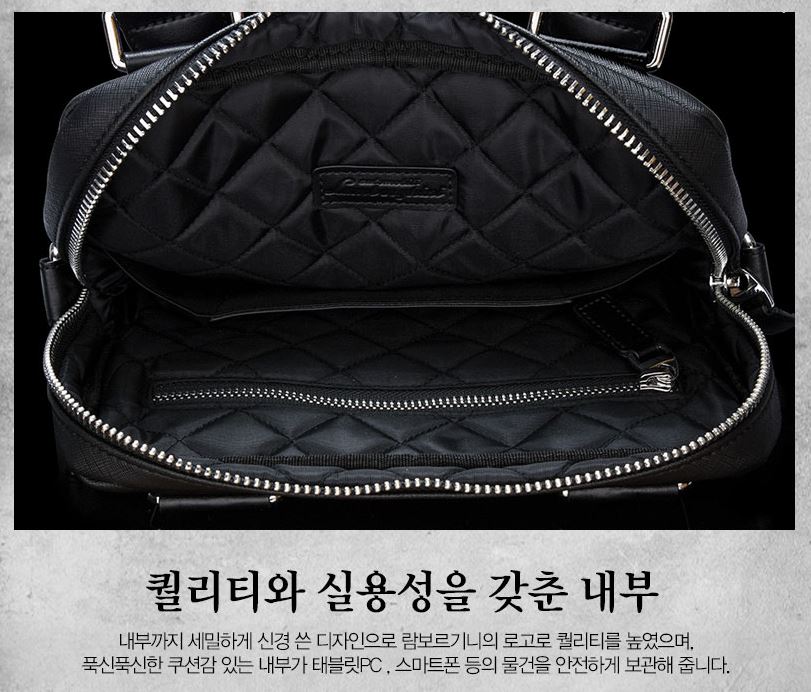 퀄리티와 실용성을 갖춘 내부
내부까지 세밀하게 신경 쓴 디자인으로 람보르기니의 로고로 퀄리티를 높였으며,
푹신푹신한 쿠션감 있는 내부가 태블릿PC , 스마트폰 등의 물건을 안전하게 보관해 줍니다.